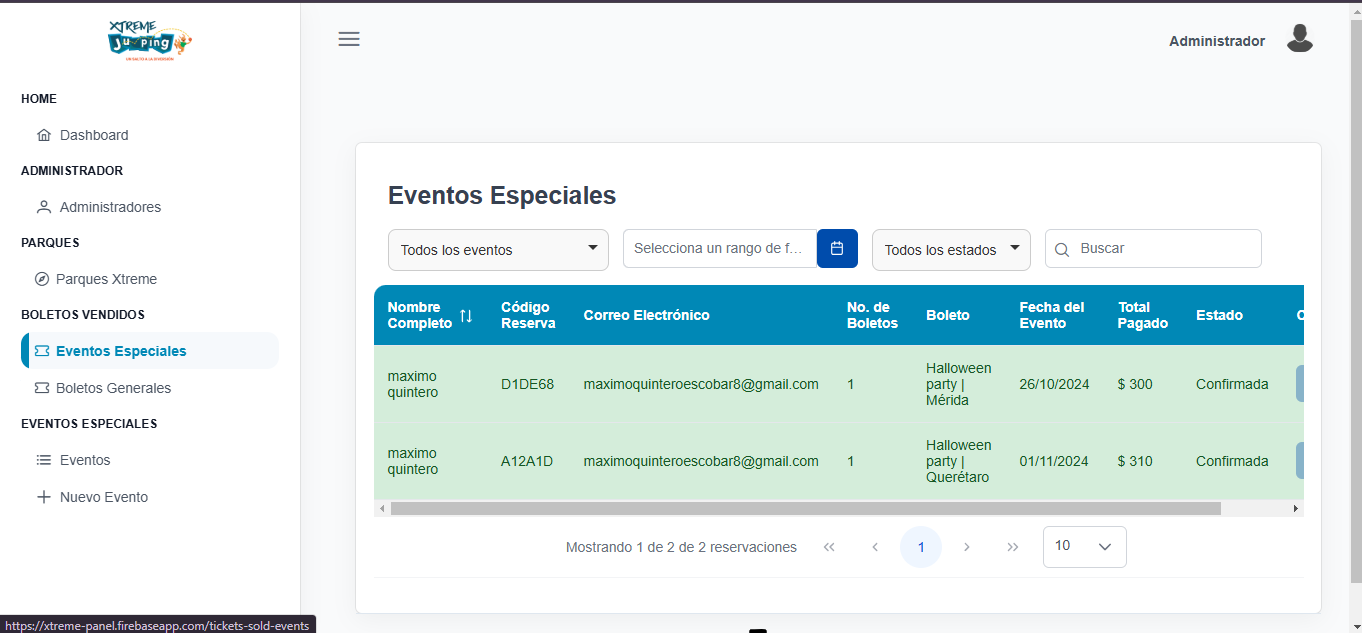 XTREME
Jumping
UN SALTO A LA DIVERSIÓN
Administrador
HOME
Dashboard
ADMINISTRADOR
Administradores
PARQUES
Parques Xtreme
BOLETOS VENDIDOS
Eventos Especiales
Boletos Generales
EVENTOS ESPECIALES
Eventos
Nuevo Evento
Eventos Especiales
Todos los eventos
Selecciona un rango de f...
Todos los estados
Buscar
Nombre Completo
Código Reserva
Correo Electrónico
No. de Boletos
Boleto
Fecha del Evento
Total Pagado
Estado
maximo quintero
D1DE68
maximoquinteroescobar8@gmail.com
1
Halloween party | Mérida
26/10/2024
$ 300
Confirmada
maximo quintero
A12A1D
maximoquinteroescobar8@gmail.com
1
Halloween party | Querétaro
01/11/2024
$ 310
Confirmada
Mostrando 1 de 2 de 2 reservaciones
1
10
https://xtreme-panel.firebaseapp.com/tickets-sold-events